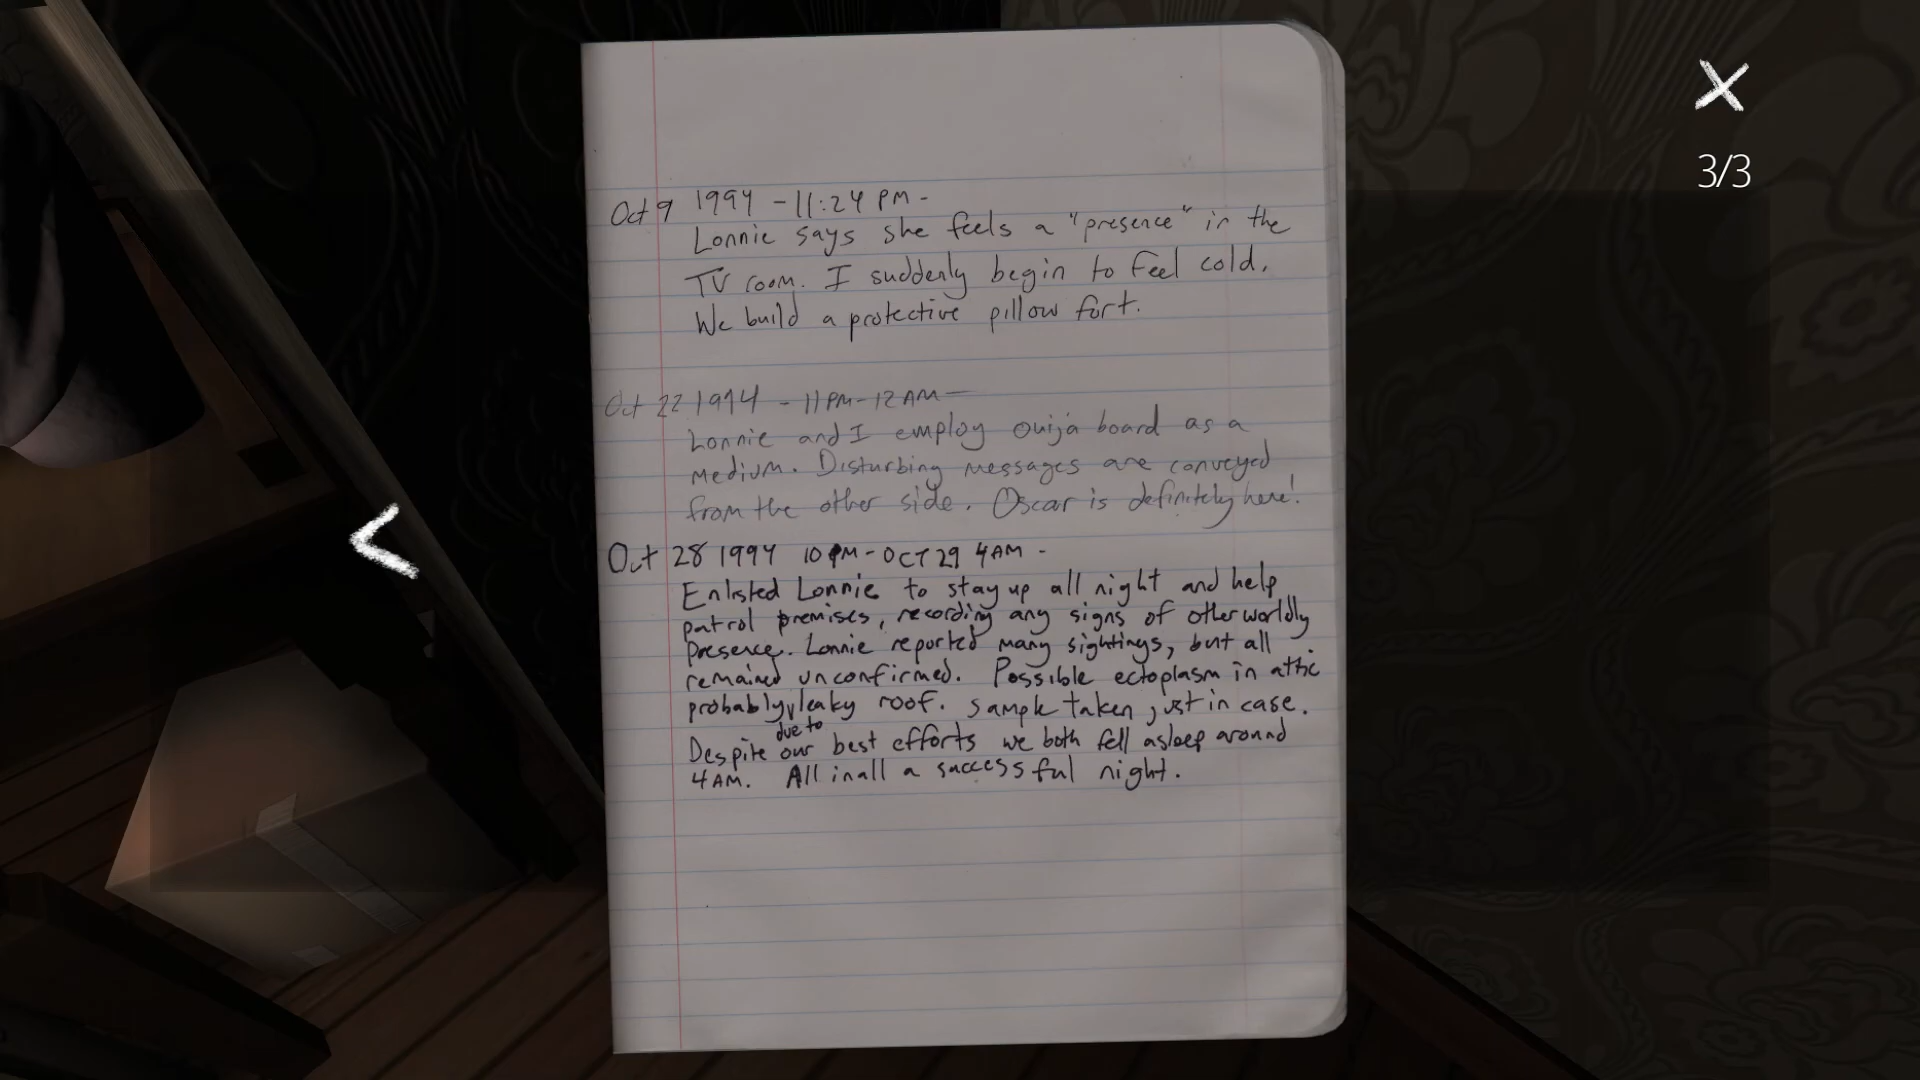 3/3
Oct 9 1994 - 11:24 PM -
Lonnie says she feels a "presence" in the
TV room. I suddenly begin to feel cold.
We build a protective pillow fort.
Oct 22 1994 - 11PM-12AM -
Lonnie and I employ ouija board as a
medium. Disturbing messages are conveyed
from the other side. Oscar is definitely here!
Oct 28 1994 10PM - OCT 29 4AM -
Enlisted Lonnie to stay up all night and help
patrol premises, recording any signs of otherworldly
presence. Lonnie reported many sightings, but all
remained unconfirmed. Possible ectoplasm in attic
probably due to leaky roof. Sample taken just in case.
Despite our best efforts we both fell asleep around
4AM. All in all a successful night.